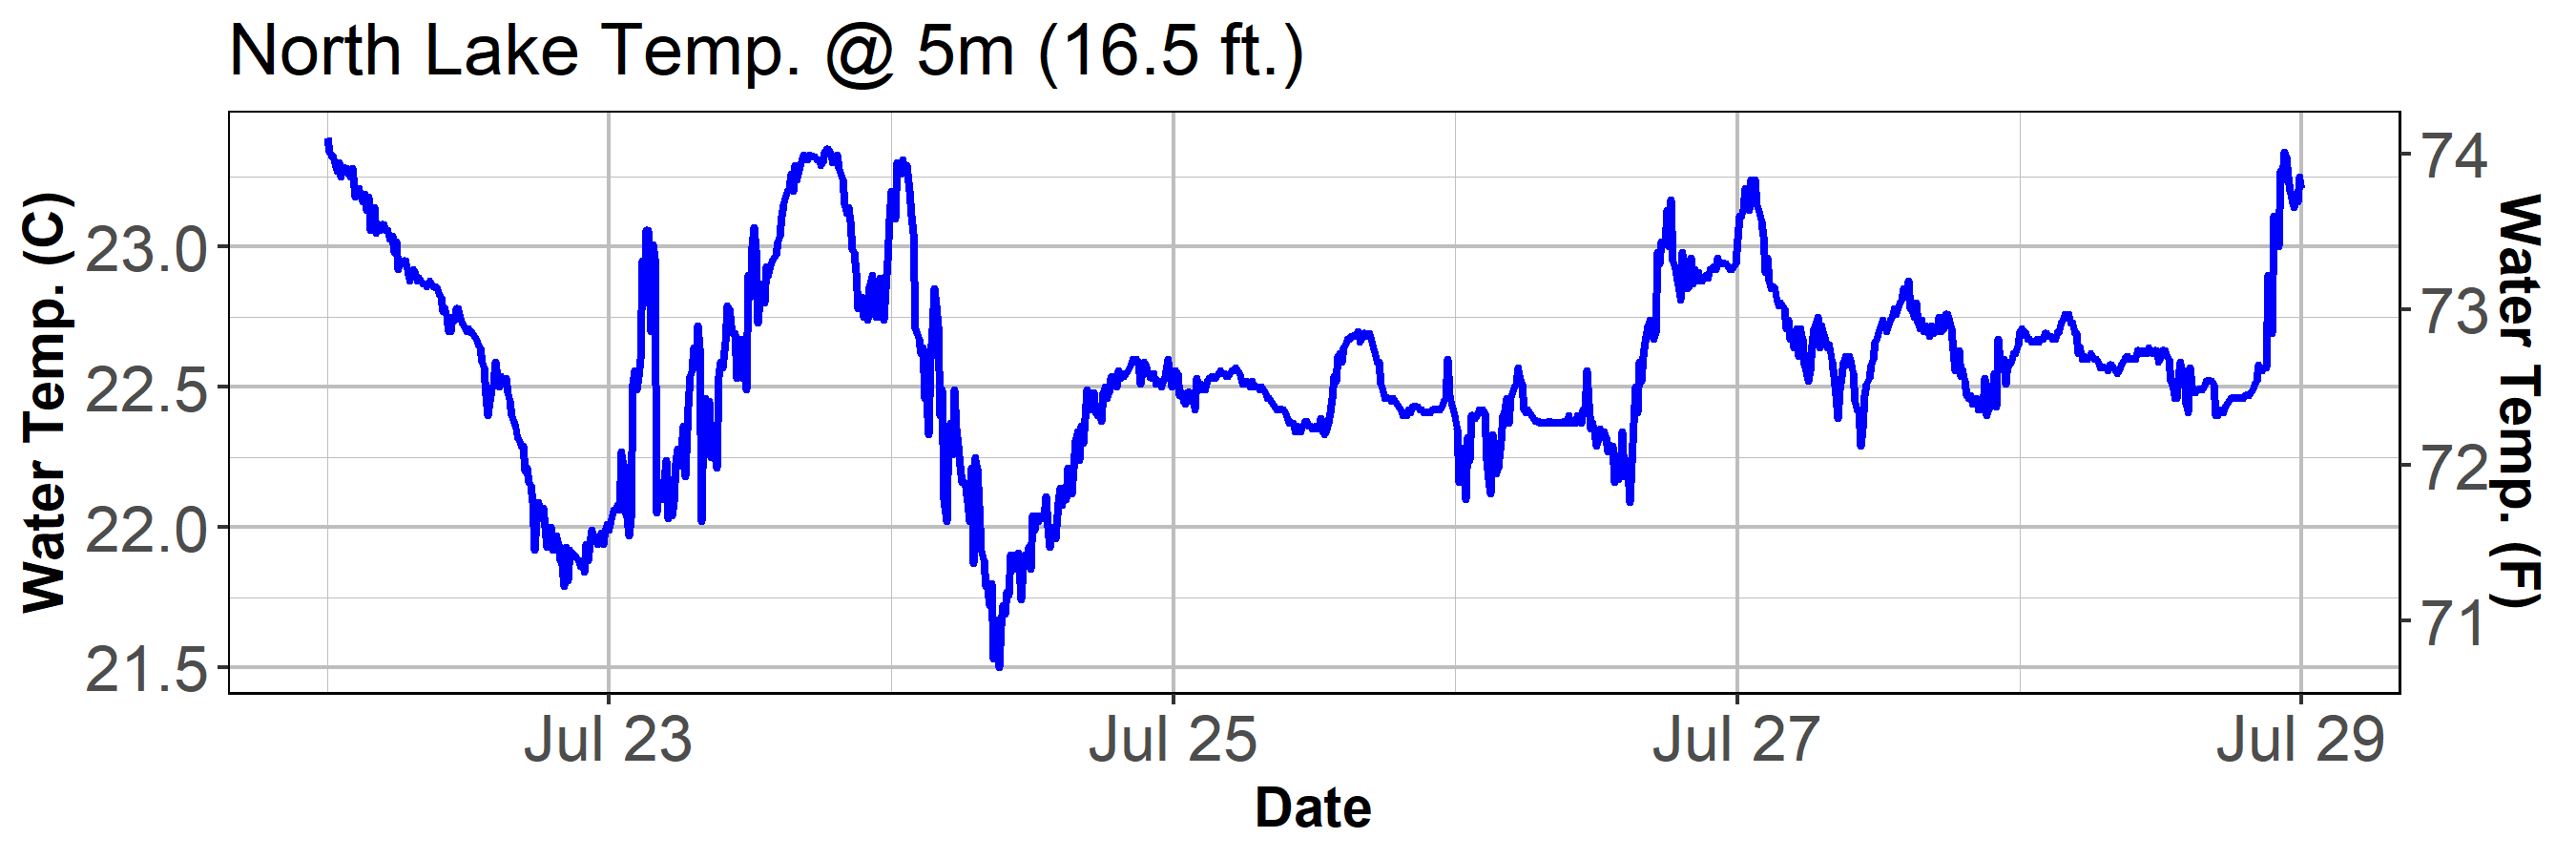 North Lake Temp. @ 5m (16.5 ft.)
Water Temp. (C)
23.0
22.5
22.0
21.5
74
73
72
71
Water Temp. (F)
Jul 23 Jul 25 Jul 27 Jul 29
Date